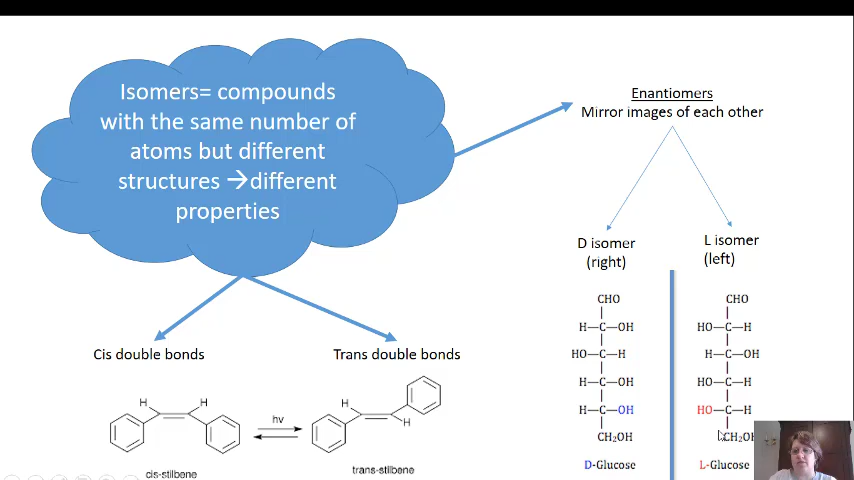 Isomers= compounds
with the same number of
atoms but different
structures →different
properties
Enantiomers
Mirror images of each other
D isomer
(right)
L isomer
(left)
CHO
H—C—OH
HO—C—H
H—C—OH
H—C—OH
CH₂OH
D-Glucose
CHO
HO—C—H
H—C—OH
HO—C—H
HO—C—H
L-Glucose
Cis double bonds
Trans double bonds
H H
cis-stilbene
hν
H
H
trans-stilbene